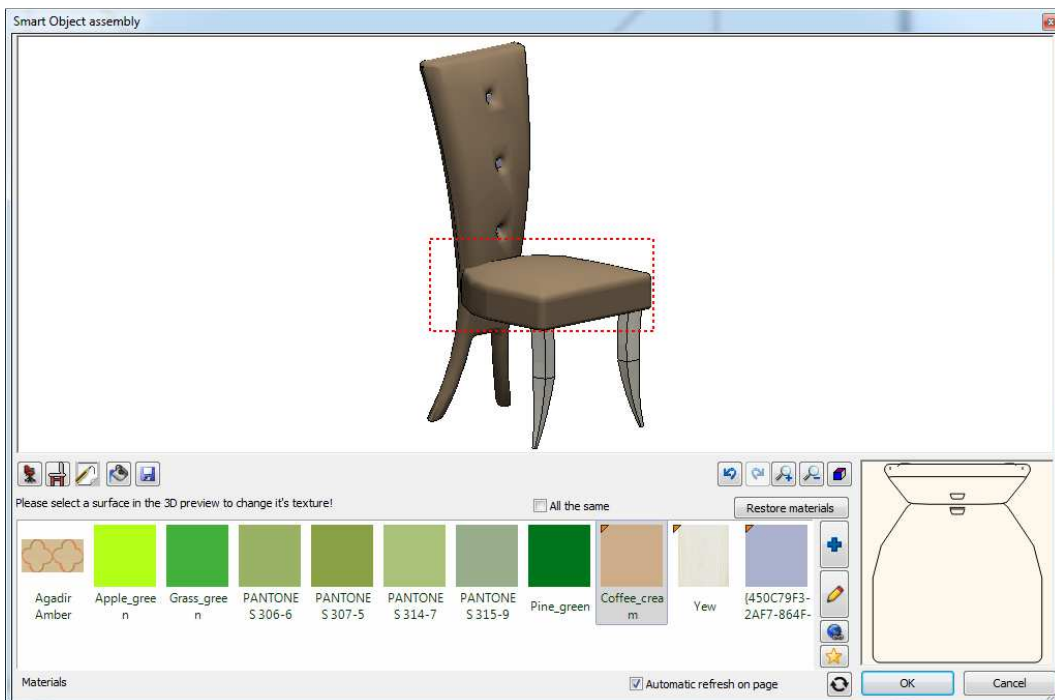 Smart Object assembly
Please select a surface in the 3D preview to change it's texture!
All the same
Restore materials
Agadir
Amber
Apple_gree
n
Grass_gree
n
PANTONE
S 306-6
PANTONE
S 307-5
PANTONE
S 314-7
PANTONE
S 315-9
Pine_green
Coffee_crea
m
Yew
{450C79F3-
2AF7-864F-
Materials
Automatic refresh on page
OK
Cancel